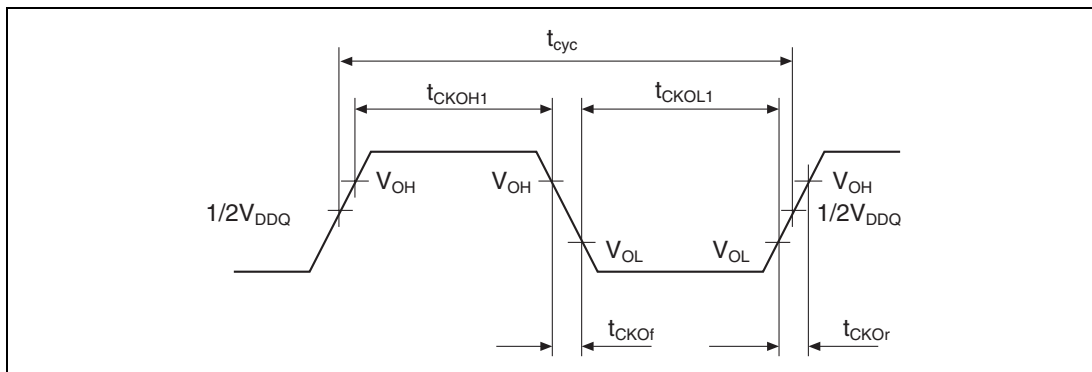 tcyc
tCKOH1 tCKOL1
VOH VOH VOH
1/2VDDQ 1/2VDDQ
VOL VOL
tCKOf tCKOr